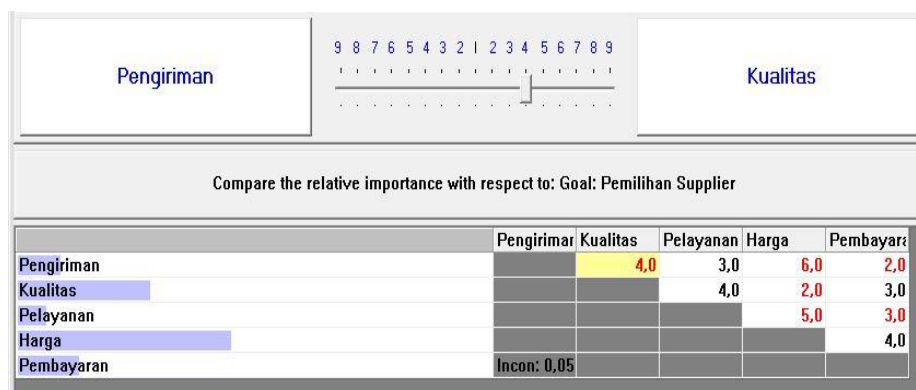 9 8 7 6 5 4 3 2 1 2 3 4 5 6 7 8 9
Pengiriman Kualitas
Compare the relative importance with respect to: Goal: Pemilihan Supplier
Pengirimar Kualitas Pelayanan Harga Pembayara
Pengiriman 4,0 3,0 6,0 2,0
Kualitas 4,0 2,0 3,0
Pelayanan 5,0 3,0
Harga 4,0
Pembayaran Incon: 0,05